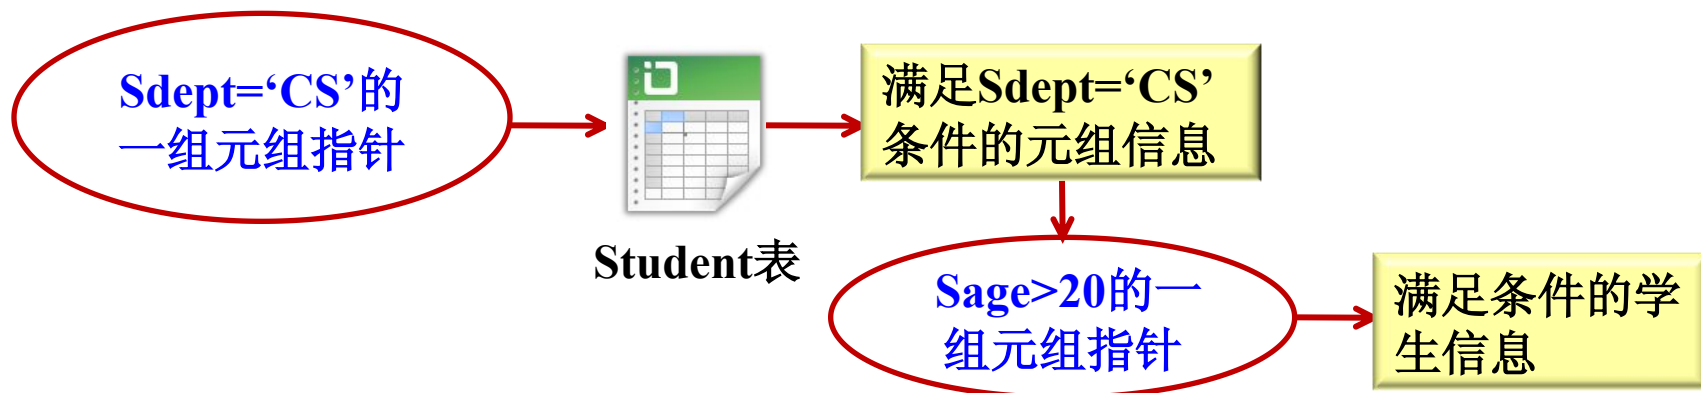 Sdept=‘CS’的
一组元组指针
Student表
满足Sdept=‘CS’
条件的元组信息
Sage>20的一
组元组指针
满足条件的学
生信息